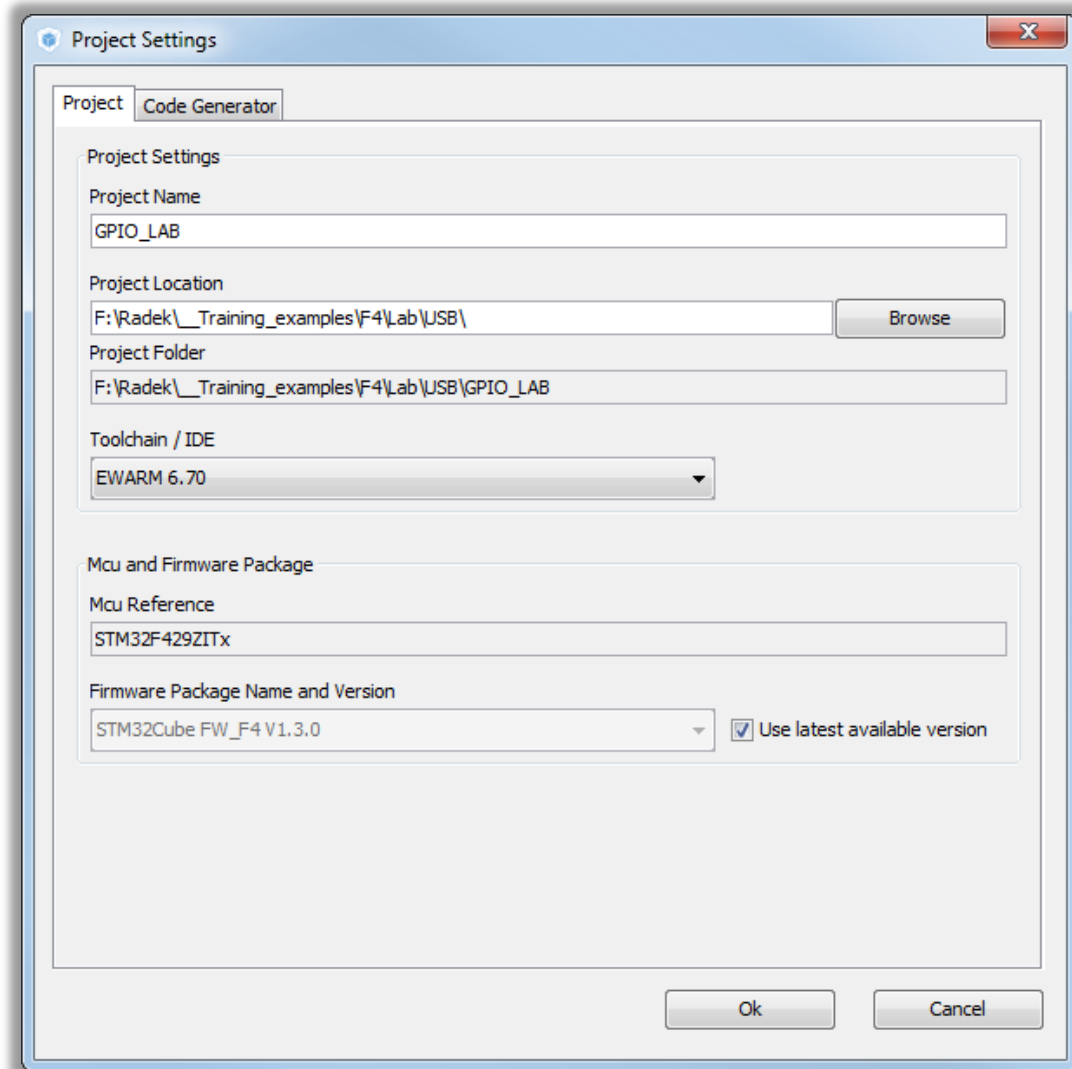 Project Settings
Project Code Generator
Project Settings
Project Name
GPIO_LAB
Project Location
F:\Radek\__Training_examples\F4\Lab\USB\ Browse
Project Folder
F:\Radek\__Training_examples\F4\Lab\USB\GPIO_LAB
Toolchain / IDE
EWARM 6.70
Mcu and Firmware Package
Mcu Reference
STM32F429ZITx
Firmware Package Name and Version
STM32Cube FW_F4 V1.3.0 Use latest available version
Ok Cancel